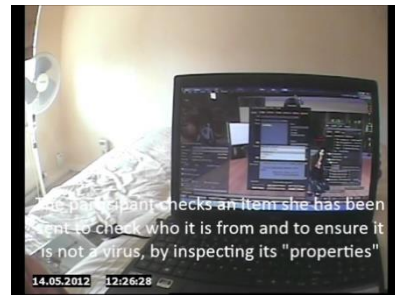 The participant checks an item she has been
sent to check who it is from and to ensure it
is not a virus, by inspecting its "properties"
14.05.2012 12:26:28